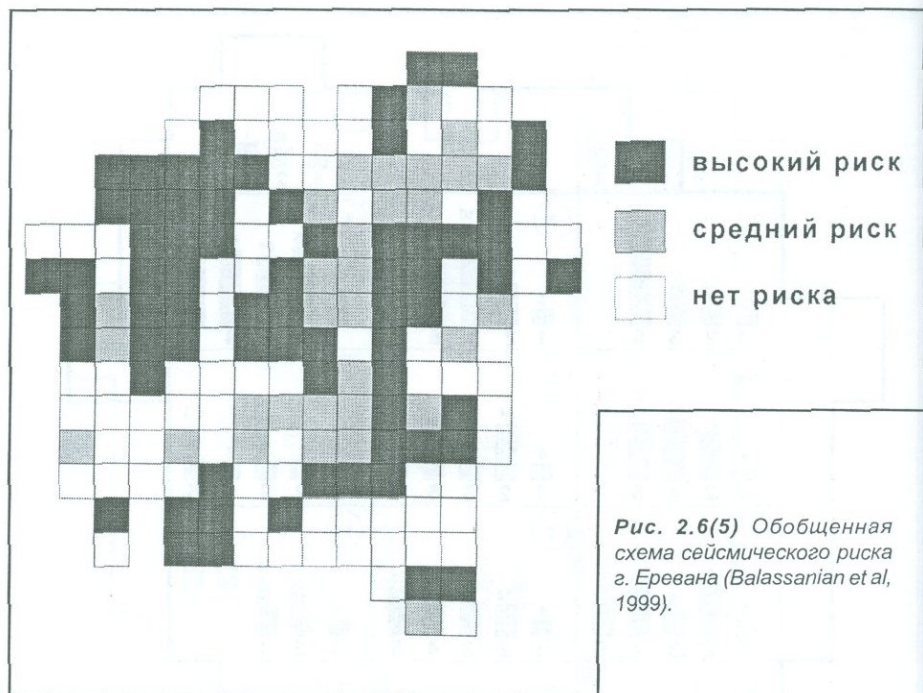 высокий риск
средний риск
нет риска
Рис. 2.6(5) Обобщенная
схема сейсмического риска
г. Еревана (Balassanian et al,
1999).